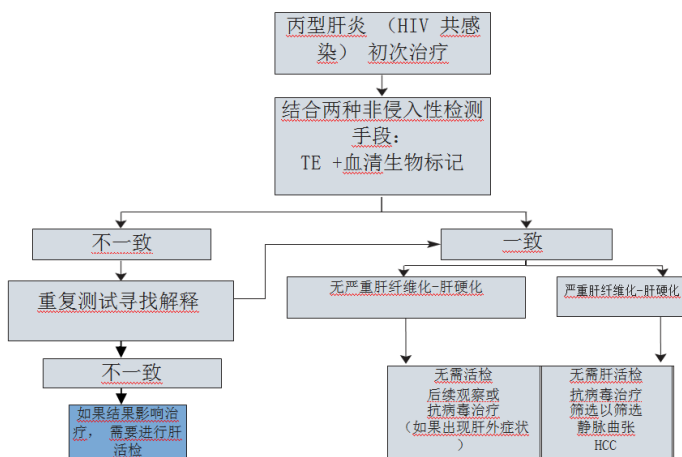 丙型肝炎 （HIV 共感
染） 初次治疗
结合两种非侵入性检测
手段：
TE +血清生物标记
不一致
一致
重复测试寻找解释
无严重肝纤维化-肝硬化
严重肝纤维化-肝硬化
不一致
如果结果影响治
疗， 需要进行肝
活检
无需活检
后续观察或
抗病毒治疗
（如果出现肝外症状
）
无需肝活检
抗病毒治疗
筛选以筛选
静脉曲张
HCC